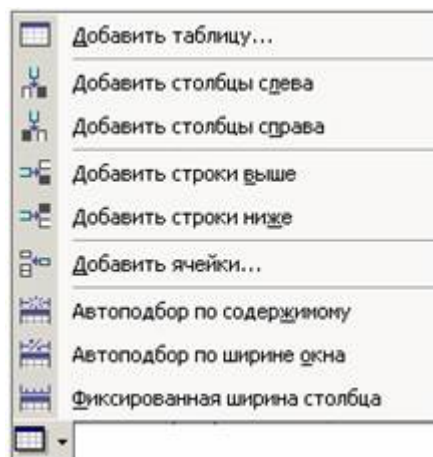 Добавить таблицу...
Добавить столбцы слева
Добавить столбцы справа
Добавить строки выше
Добавить строки ниже
Добавить ячейки...
Автоподбор по содержимому
Автоподбор по ширине окна
Фиксированная ширина столбца